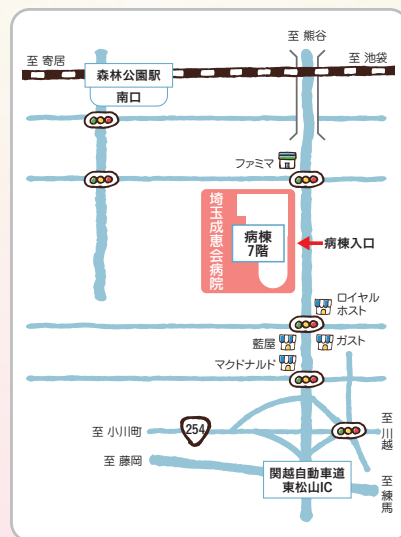 至 熊谷
至 寄居
至 池袋
森林公園駅
南口
ファミマ
埼玉成恵会病院
病棟
7階
病棟入口
ロイヤル
ホスト
藍屋
ガスト
マクドナルド
至 小川町
254
至 川越
至 藤岡
関越自動車道
東松山IC
至 練馬